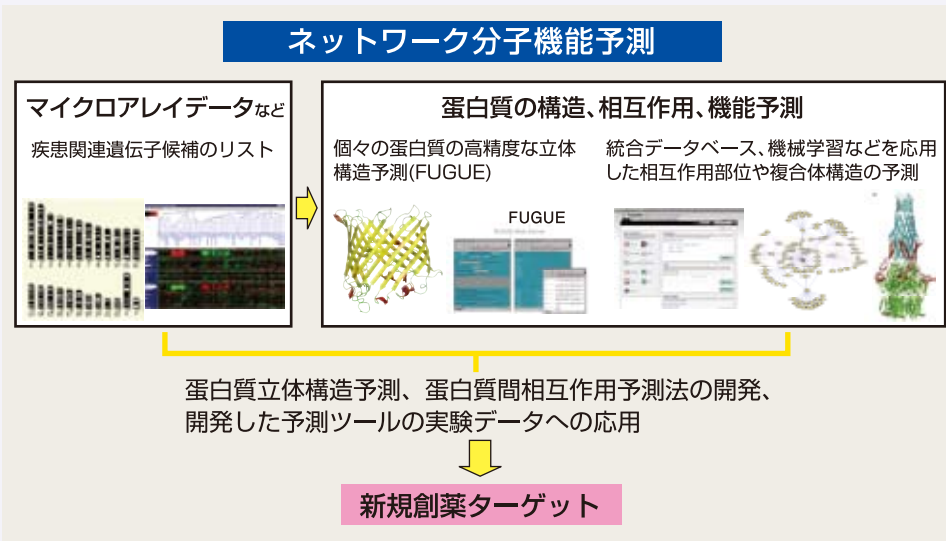 ネットワーク分子機能予測
マイクロアレイデータなど
疾患関連遺伝子候補のリスト
蛋白質の構造、相互作用、機能予測
個々の蛋白質の高精度な立体
構造予測(FUGUE)
統合データベース、機械学習などを応用
した相互作用部位や複合体構造の予測
FUGUE
蛋白質立体構造予測、蛋白質間相互作用予測法の開発、
開発した予測ツールの実験データへの応用
新規創薬ターゲット